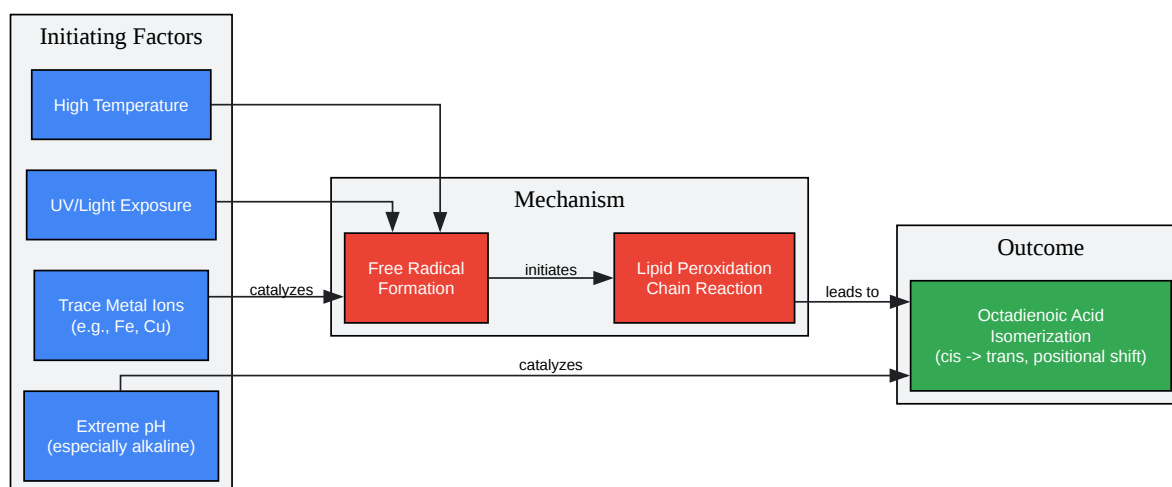 Initiating Factors
High Temperature
UV/Light Exposure
Trace Metal Ions
(e.g., Fe, Cu)
Extreme pH
(especially alkaline)
catalyzes
Mechanism
Free Radical
Formation
initiates
Lipid Peroxidation
Chain Reaction
leads to
catalyzes
Outcome
Octadienoic Acid
Isomerization
(cis -> trans, positional shift)